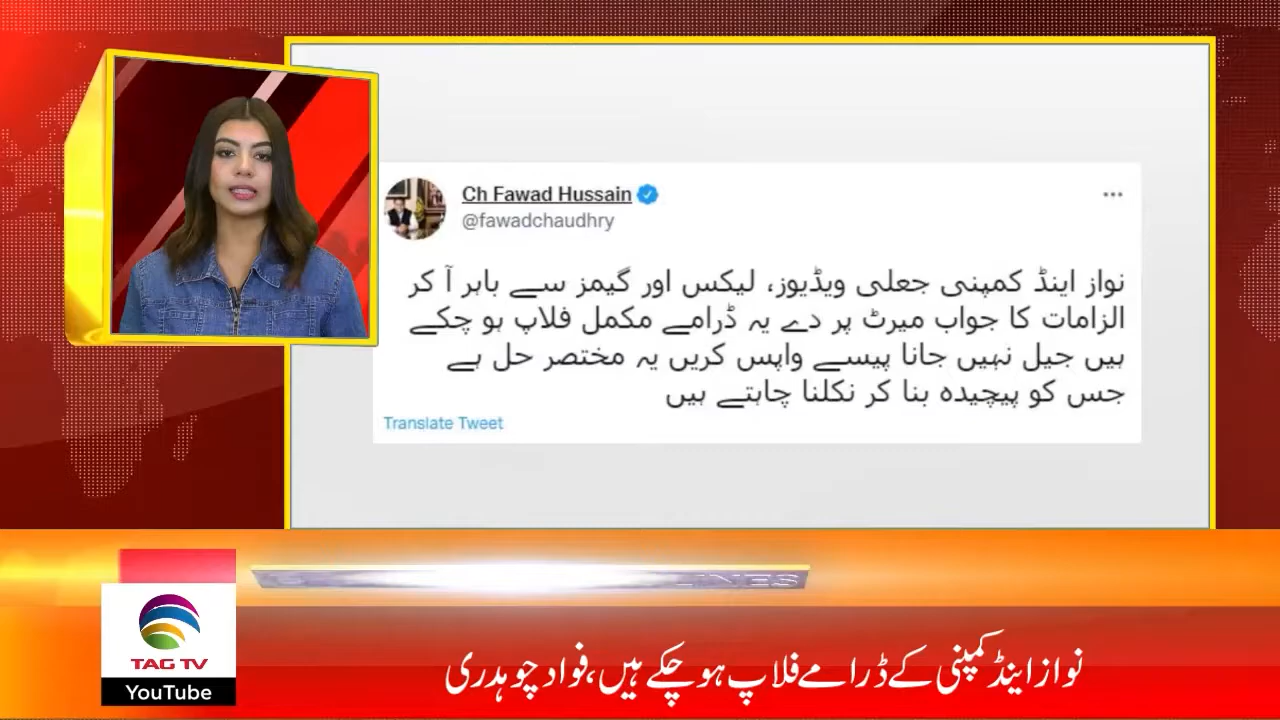 Ch Fawad Hussain
@fawadchaudhry
نواز اینڈ کمپنی جعلی ویڈیوز، لیکس اور گیمز سے باہر آ کر
الزامات کا جواب میرٹ پر دے یہ ڈرامے مکمل فلاپ ہو چکے
ہیں جیل نہیں جانا پیسے واپس کریں یہ مختصر حل ہے
جس کو پیچیدہ بنا کر نکلنا چاہتے ہیں
Translate Tweet
LINES
TAG TV
YouTube
نواز اینڈ کمپنی کے ڈرامے فلاپ ہو چکے ہیں، فواد چوہدری